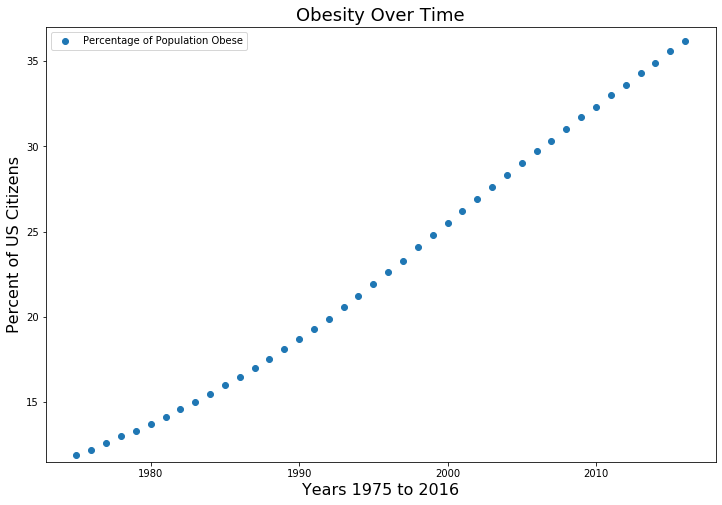 Obesity Over Time
Percentage of Population Obese
35
30
25
20
15
Percent of US Citizens
1980
1990
2000
2010
Years 1975 to 2016